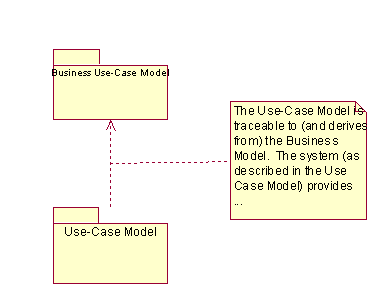 Business Use-Case Model
The Use-Case Model is
traceable to (and derives
from) the Business
Model. The system (as
described in the Use
Case Model) provides
...
Use-Case Model